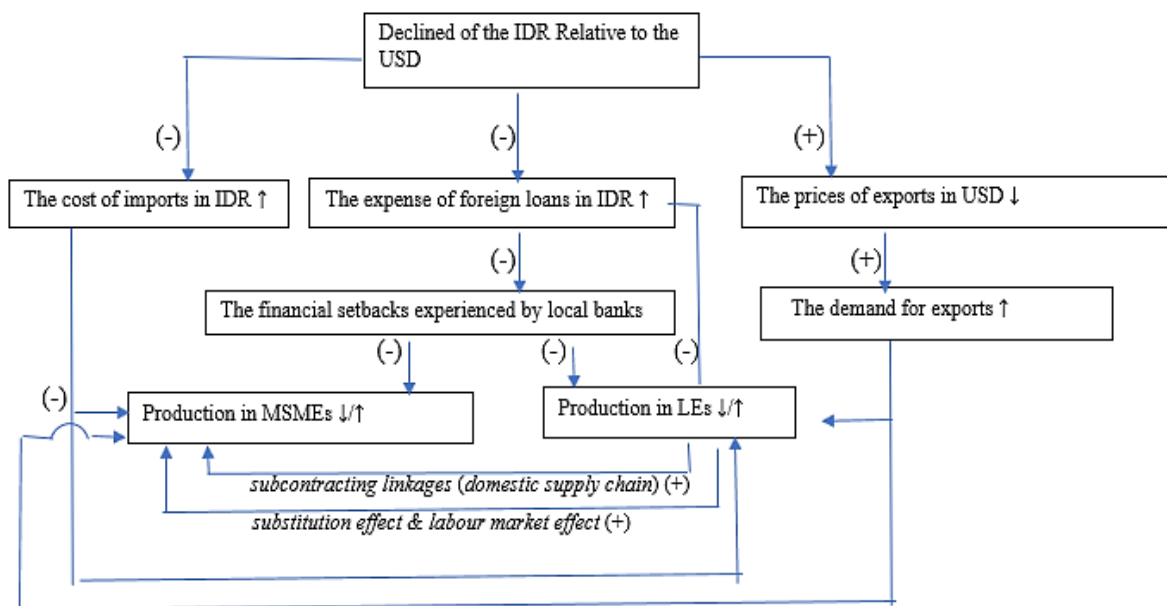 Declined of the IDR Relative to the
USD
(-)
(-)
(+)
The cost of imports in IDR ↑
The expense of foreign loans in IDR ↑
The prices of exports in USD ↓
(-)
(+)
The financial setbacks experienced by local banks
The demand for exports ↑
(-)
(-)
(-)
(-)
Production in MSMEs ↓/↑
Production in LEs ↓/↑
subcontracting linkages (domestic supply chain) (+)
substitution effect & labour market effect (+)